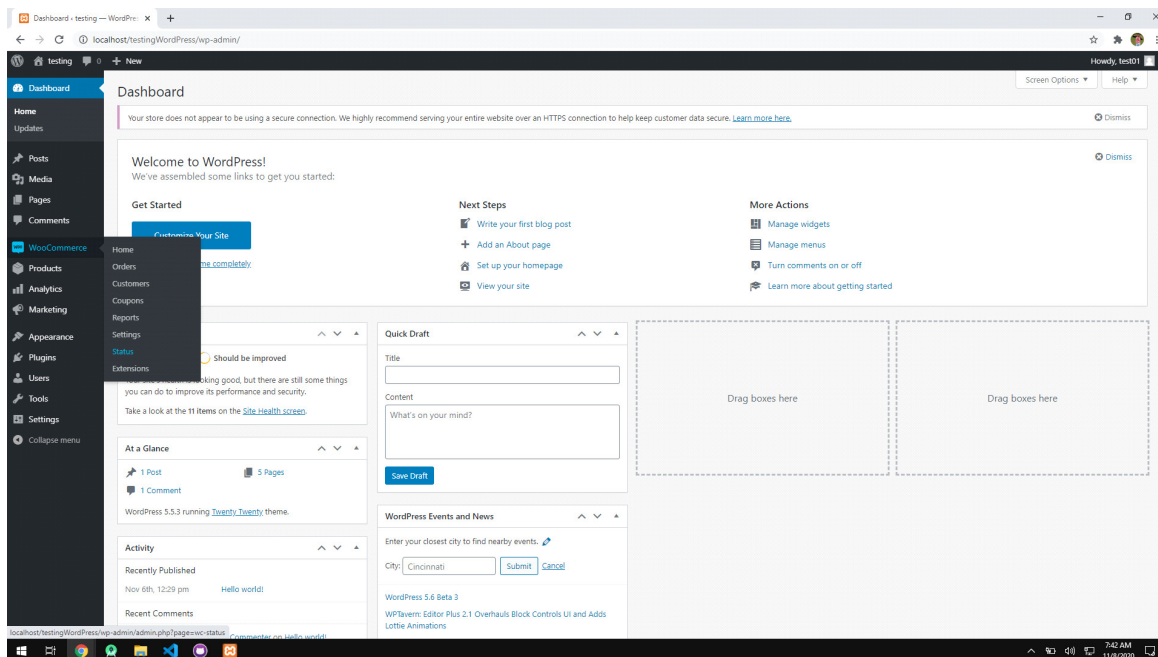 Dashboard ‹ testing — WordPre
localhost/testingWordPress/wp-admin/
testing 0 New
Howdy, test01
Dashboard
Home
Updates
Posts
Media
Pages
Comments
WooCommerce
Products
Analytics
Marketing
Appearance
Plugins
Users
Tools
Settings
Collapse menu
Home
Orders
Customers
Coupons
Reports
Settings
Status
Extensions
Screen Options
Help
Dashboard
Your store does not appear to be using a secure connection. We highly recommend serving your entire website over an HTTPS connection to help keep customer data secure. Learn more here.
Dismiss
Welcome to WordPress!
Dismiss
We've assembled some links to get you started:
Get Started
Customize Your Site
me completely
Next Steps
Write your first blog post
Add an About page
Set up your homepage
View your site
More Actions
Manage widgets
Manage menus
Turn comments on or off
Learn more about getting started
Should be improved
looking good, but there are still some things
you can do to improve its performance and security.
Take a look at the 11 items on the Site Health screen.
At a Glance
1 Post
5 Pages
1 Comment
WordPress 5.5.3 running Twenty Twenty theme.
Activity
Recently Published
Nov 6th, 12:29 pm Hello world!
Recent Comments
Commenter on Hello world!
Quick Draft
Title
Content
What's on your mind?
Save Draft
WordPress Events and News
Enter your closest city to find nearby events.
City: Cincinnati Submit Cancel
WordPress 5.6 Beta 3
WPTavern: Editor Plus 2.1 Overhauls Block Controls UI and Adds
Lottie Animations
Drag boxes here
Drag boxes here
localhost/testingWordPress/wp-admin/admin.php?page=wc-status
7:42 AM
11/8/2020